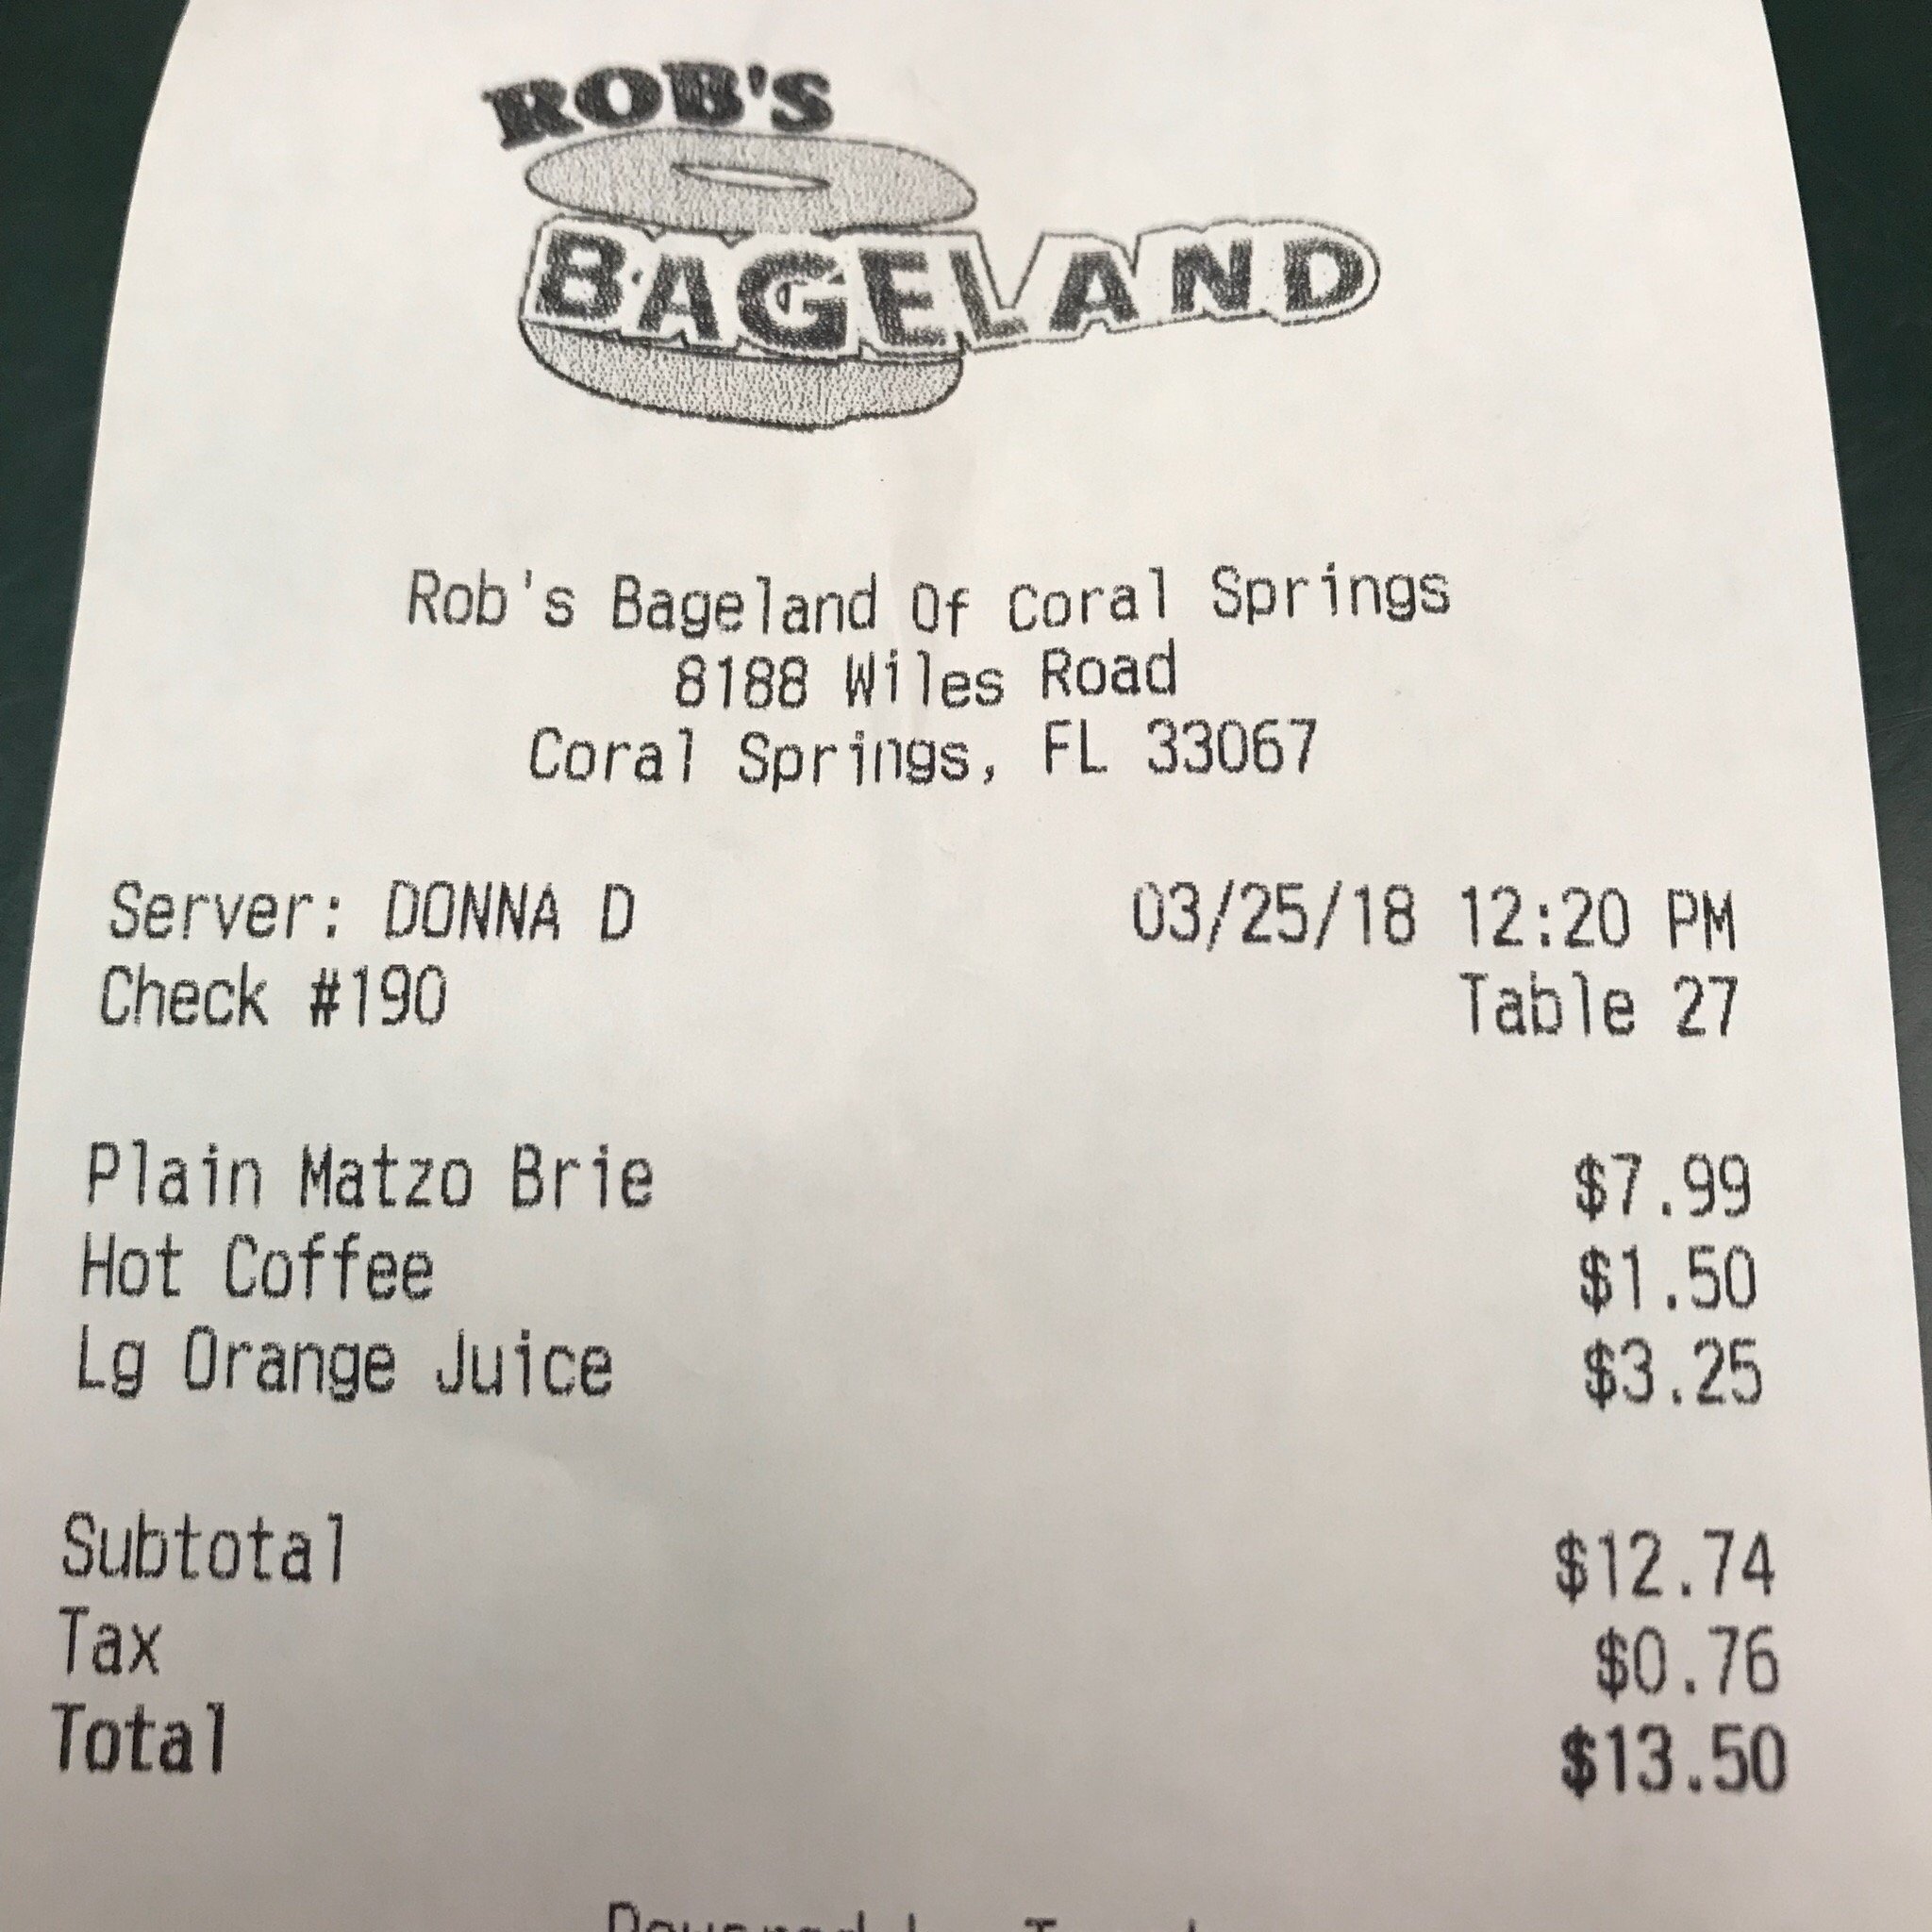 ROB'S
BAGELAND
Rob's Bageland Of Coral Springs
8188 Wiles Road
Coral Springs, FL 33067
Server: DONNA D 03/25/18 12:20 PM
Check #190 Table 27
Plain Matzo Brie $7.99
Hot Coffee $1.50
Lg Orange Juice $3.25
Subtotal $12.74
Tax $0.76
Total $13.50